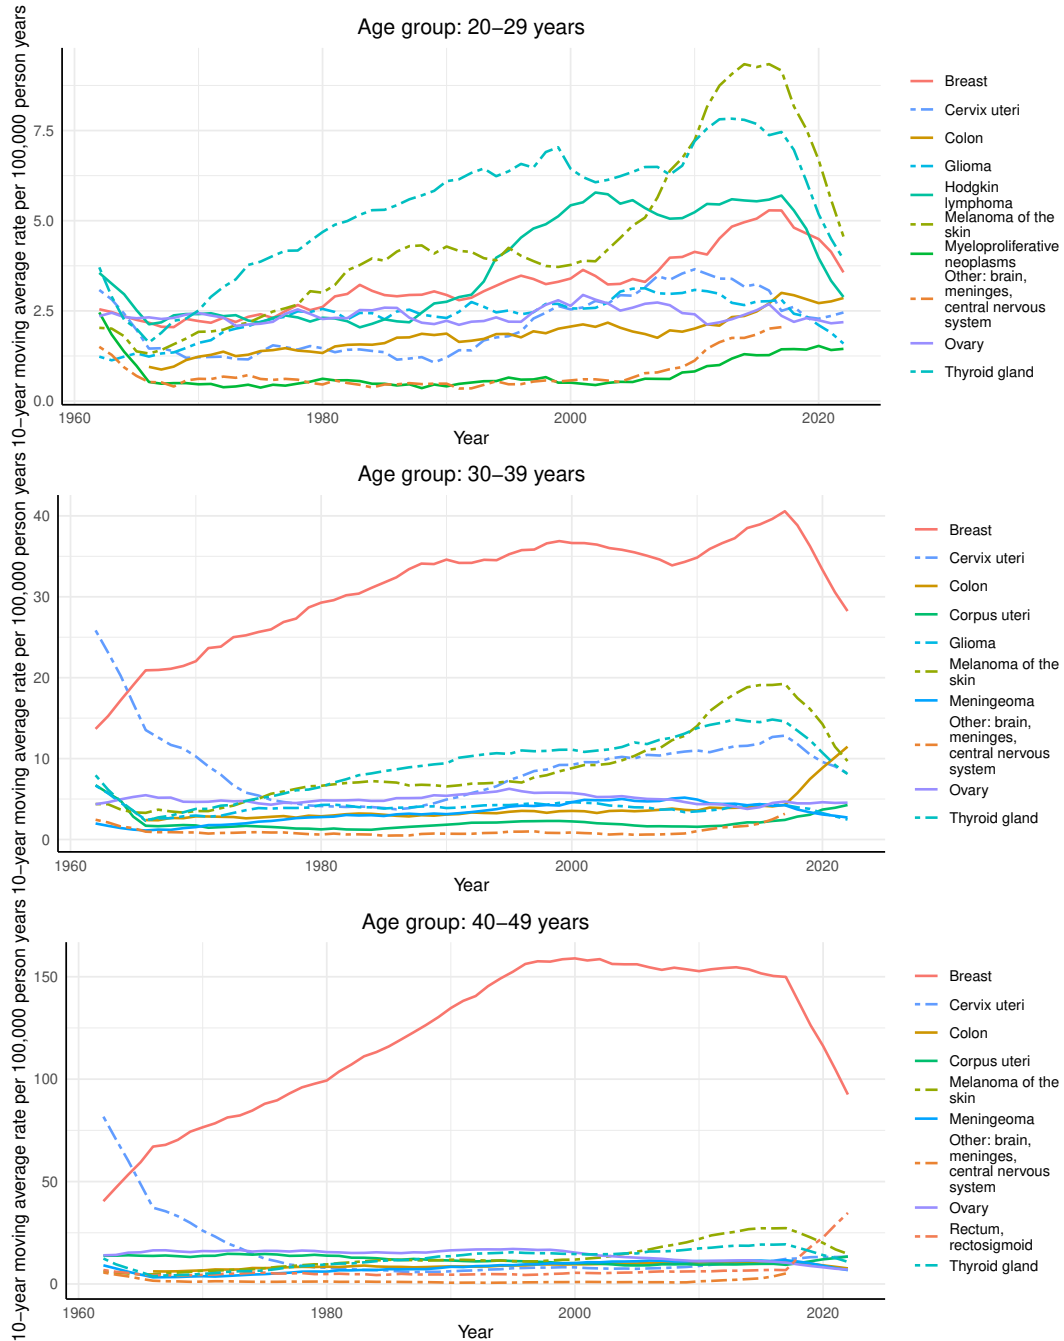 Age group: 20−29 years
10−year moving average rate per 100,000 person years
7.5
5.0
2.5
0.0
1960
1980
2000
2020
Year
Breast
Cervix uteri
Colon
Glioma
Hodgkin
lymphoma
Melanoma of the
skin
Myeloproliferative
neoplasms
Other: brain,
meninges,
central nervous
system
Ovary
Thyroid gland
Age group: 30−39 years
10−year moving average rate per 100,000 person years
40
30
20
10
0
1960
1980
2000
2020
Year
Breast
Cervix uteri
Colon
Corpus uteri
Glioma
Melanoma of the
skin
Meningeoma
Other: brain,
meninges,
central nervous
system
Ovary
Thyroid gland
Age group: 40−49 years
10−year moving average rate per 100,000 person years
150
100
50
0
1960
1980
2000
2020
Year
Breast
Cervix uteri
Colon
Corpus uteri
Melanoma of the
skin
Meningeoma
Other: brain,
meninges,
central nervous
system
Ovary
Rectum,
rectosigmoid
Thyroid gland